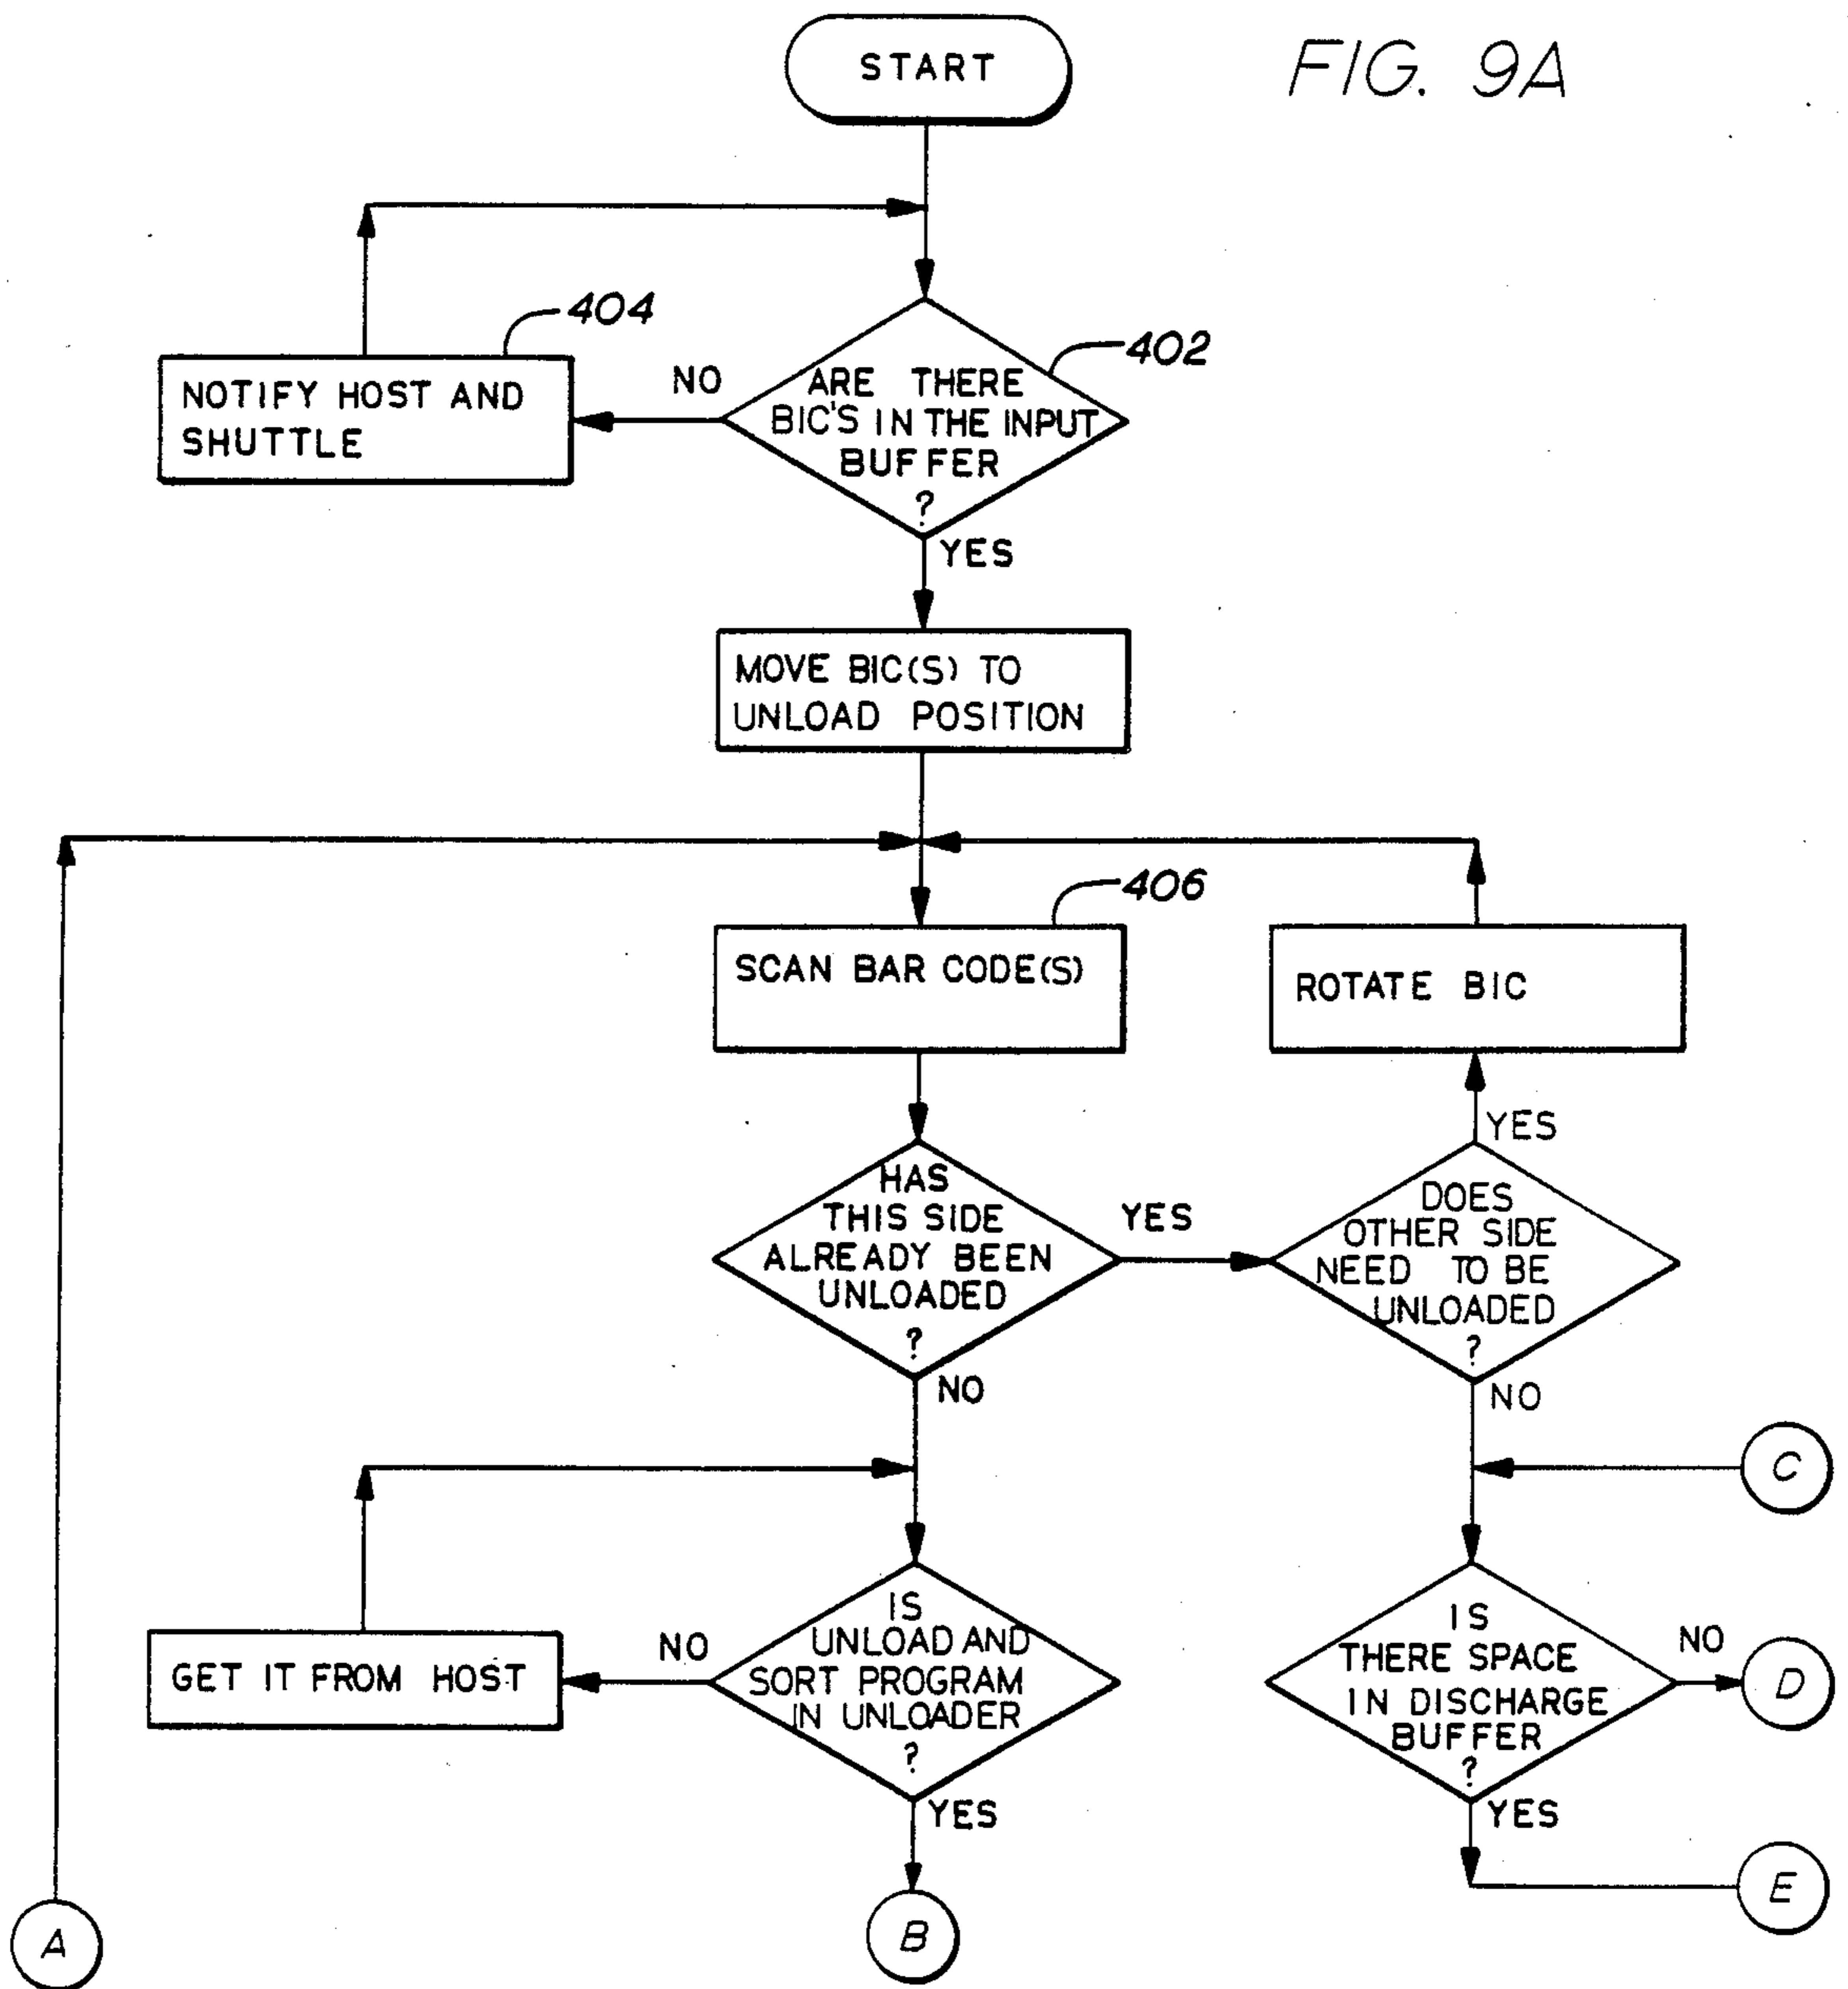 START
FIG. 9A
404
402
NOTIFY HOST AND
SHUTTLE
NO
ARE THERE
BIC'S IN THE INPUT
BUFFER
?
YES
MOVE BIC(S) TO
UNLOAD POSITION
406
SCAN BAR CODE(S)
ROTATE BIC
YES
HAS
THIS SIDE
ALREADY BEEN
UNLOADED
?
YES
DOES
OTHER SIDE
NEED TO BE
UNLOADED
?
NO
NO
C
GET IT FROM HOST
NO
IS
UNLOAD AND
SORT PROGRAM
IN UNLOADER
?
YES
IS
THERE SPACE
IN DISCHARGE
BUFFER
?
NO
D
YES
E
A
B